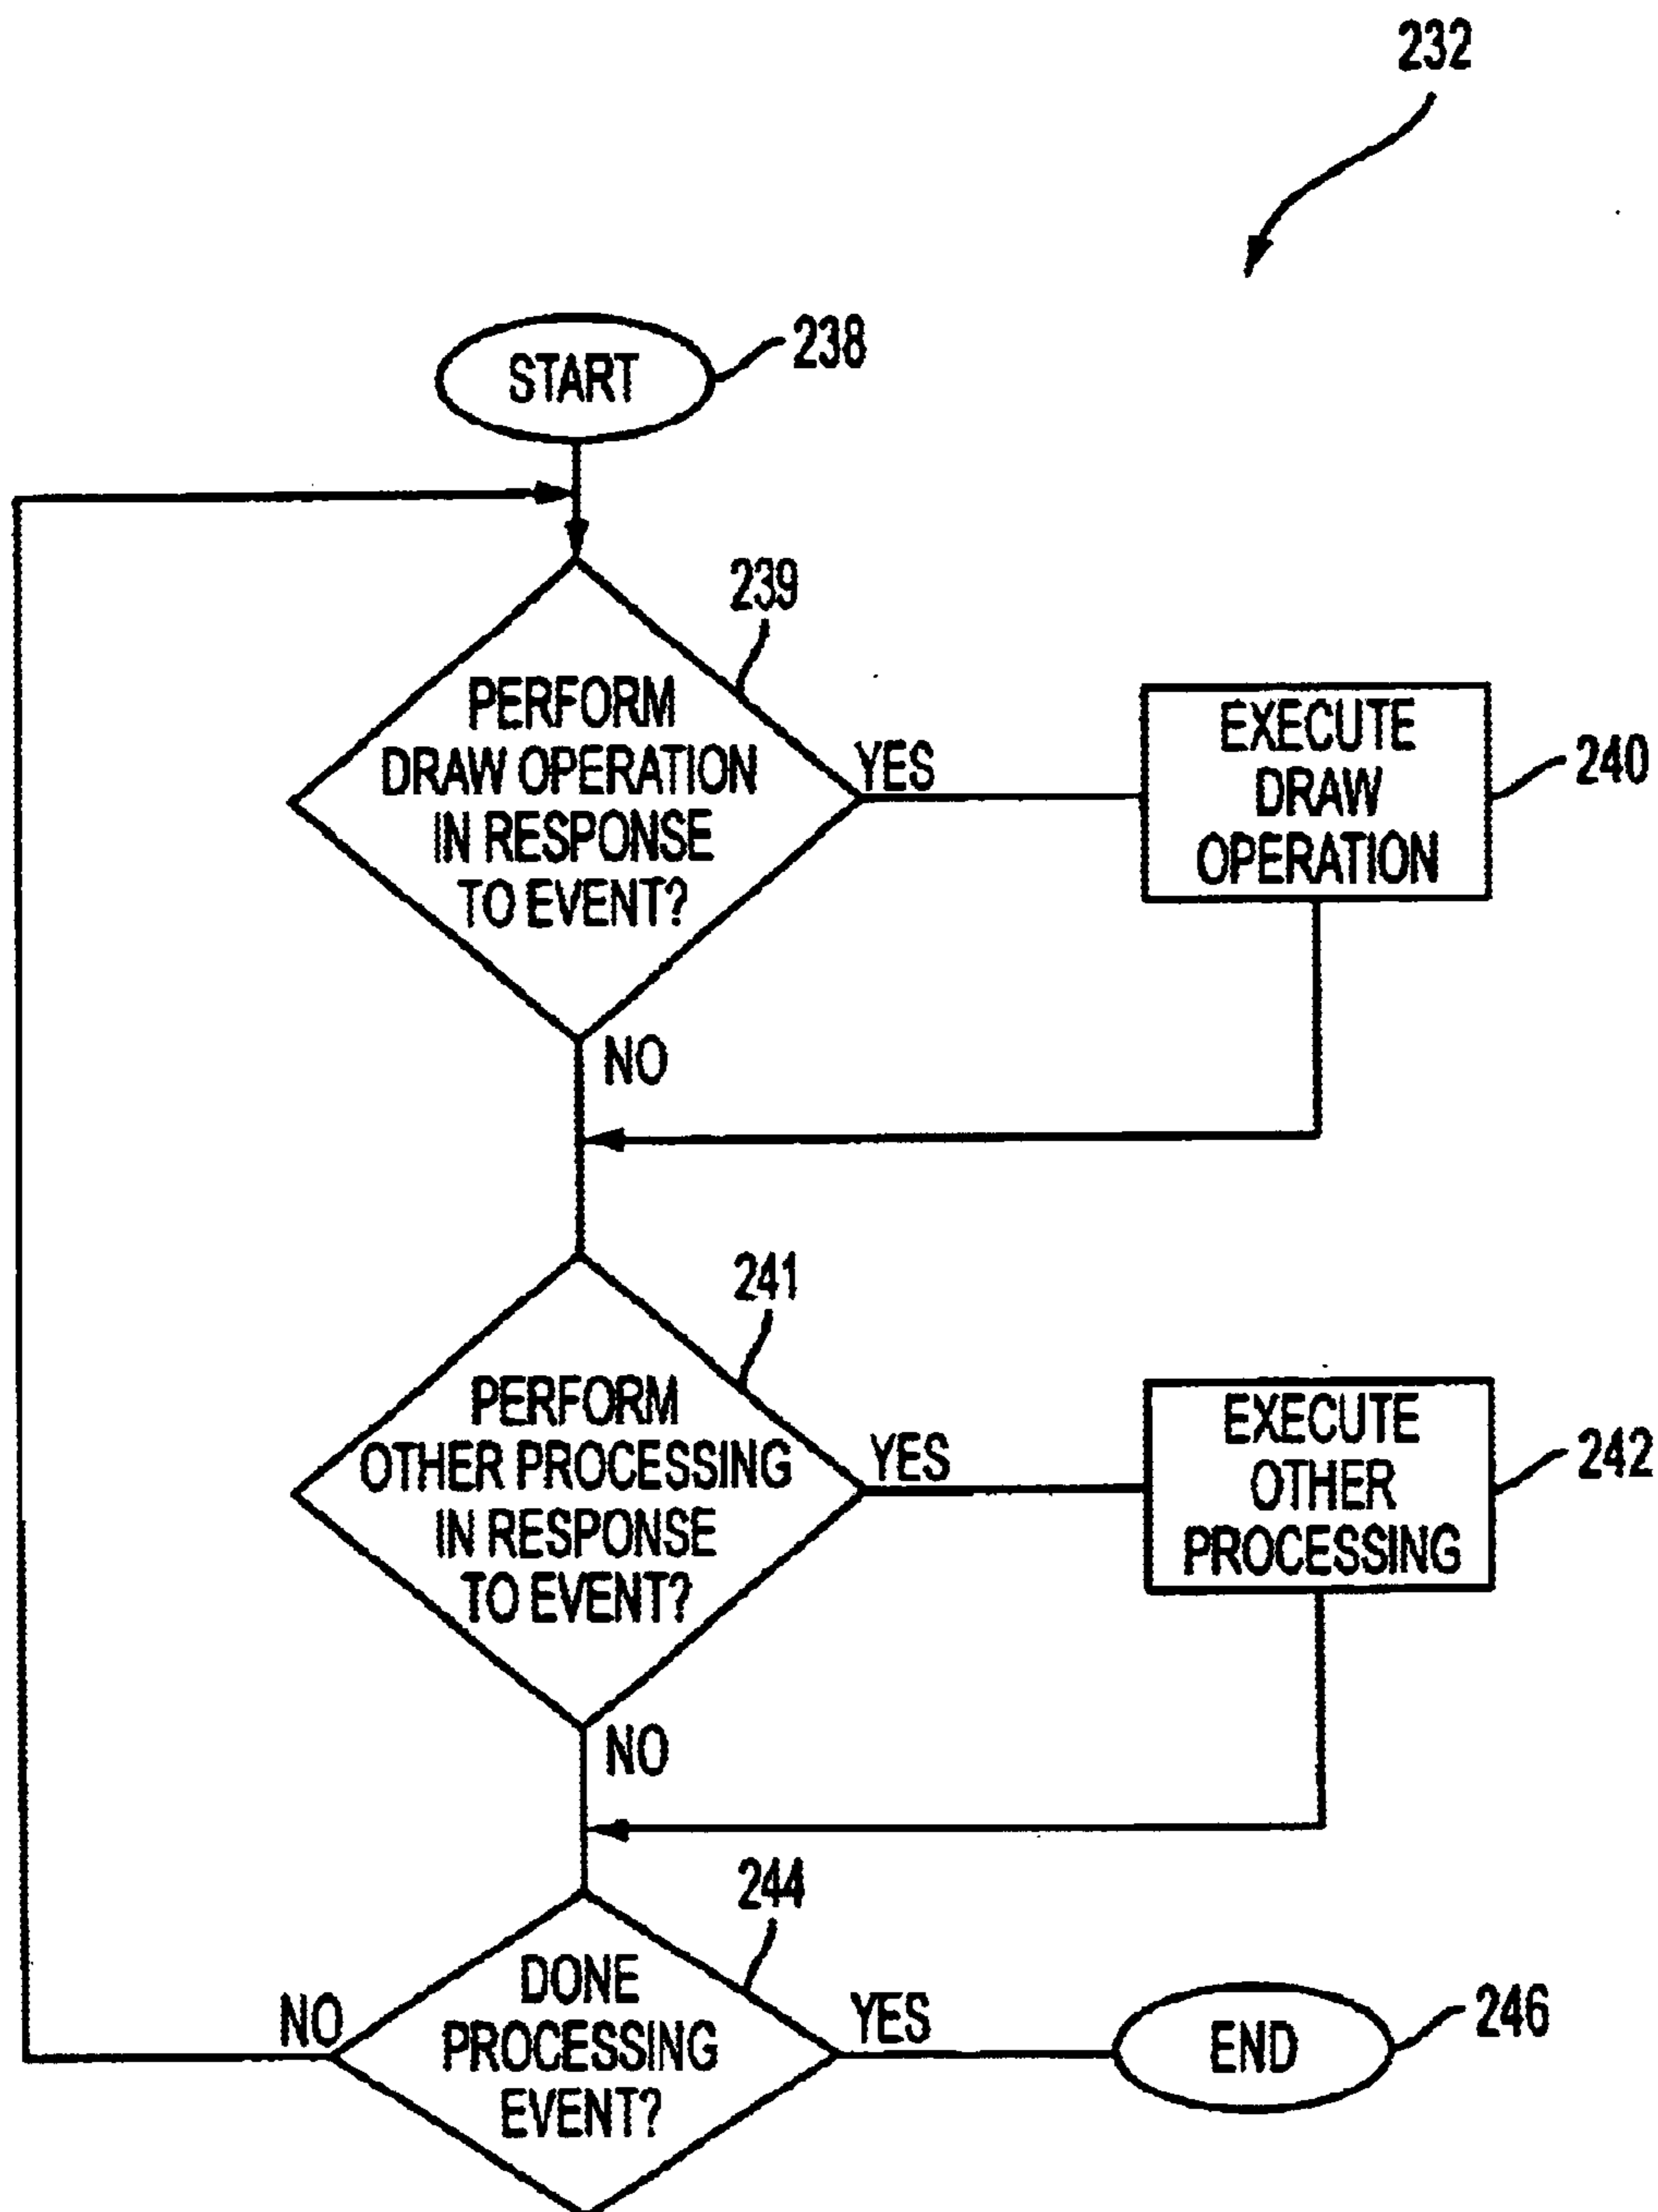 232
START
238
239
PERFORM
DRAW OPERATION
IN RESPONSE
TO EVENT?
YES
EXECUTE
DRAW
OPERATION
240
NO
241
PERFORM
OTHER PROCESSING
IN RESPONSE
TO EVENT?
YES
EXECUTE
OTHER
PROCESSING
242
NO
244
DONE
PROCESSING
EVENT?
NO
YES
END
246